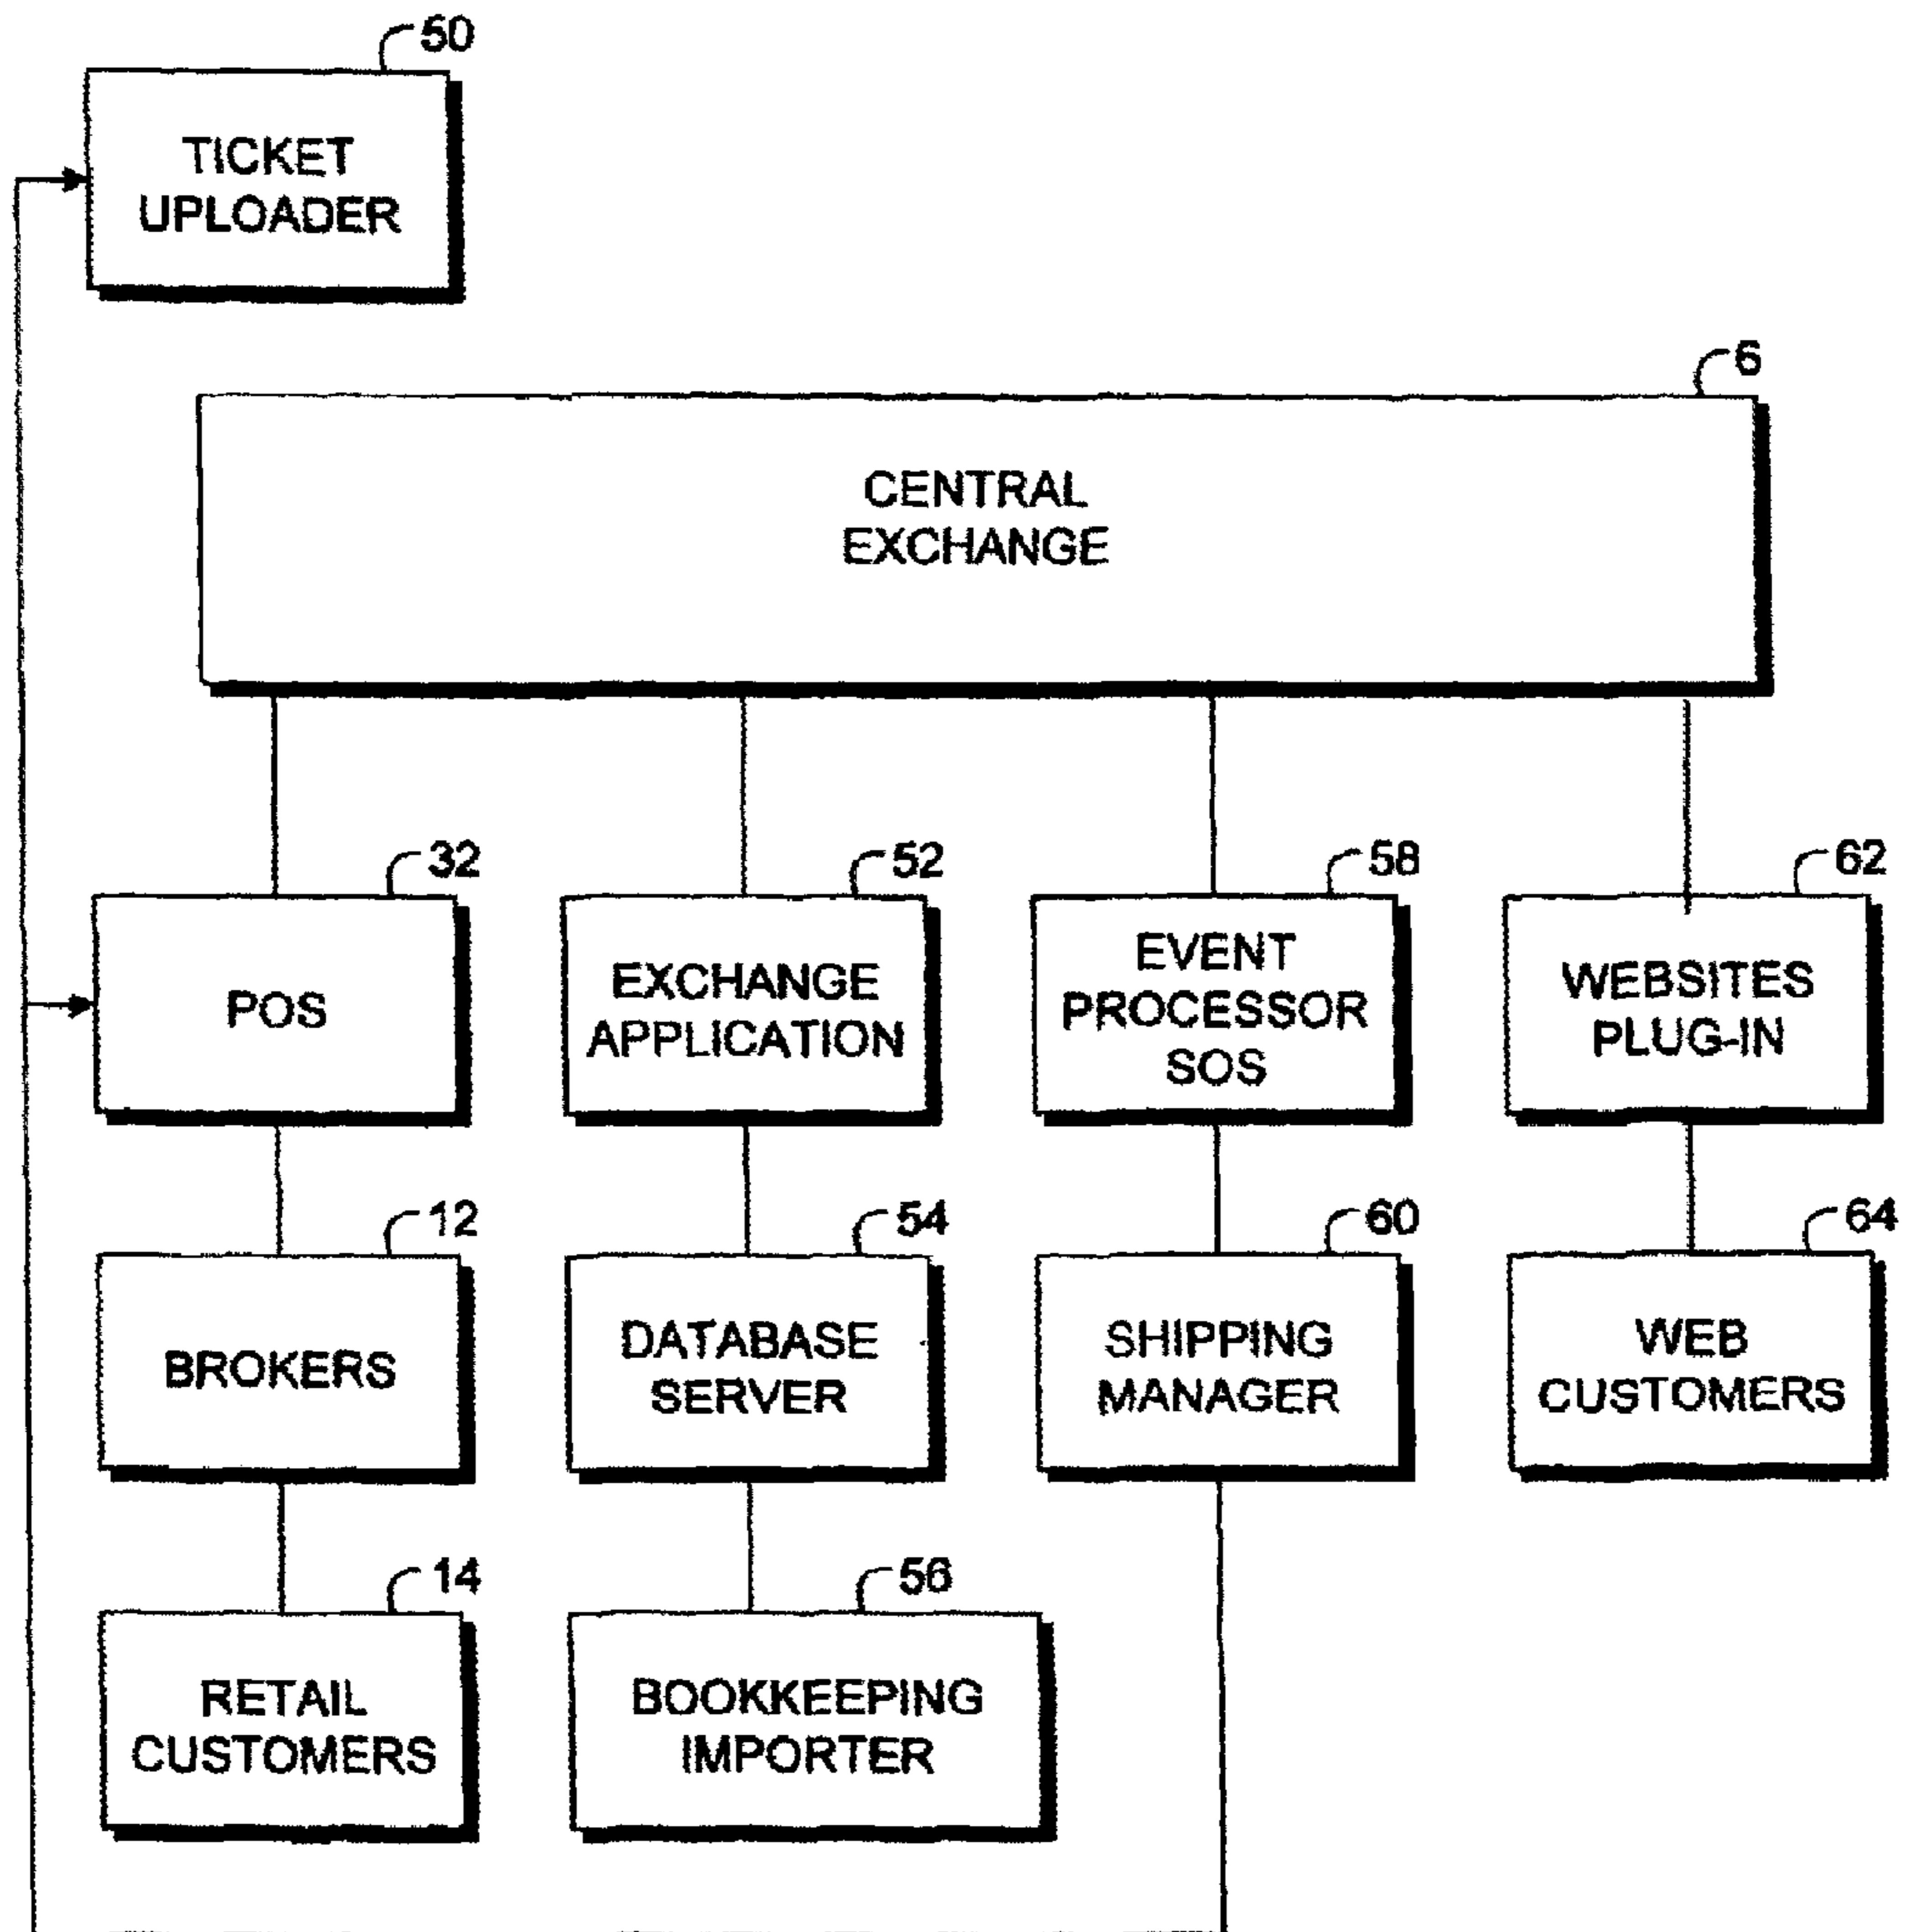 50
TICKET
UPLOADER
6
CENTRAL
EXCHANGE
32
POS
52
EXCHANGE
APPLICATION
58
EVENT
PROCESSOR
SOS
62
WEBSITES
PLUG-IN
12
BROKERS
54
DATABASE
SERVER
60
SHIPPING
MANAGER
64
WEB
CUSTOMERS
14
RETAIL
CUSTOMERS
56
BOOKKEEPING
IMPORTER